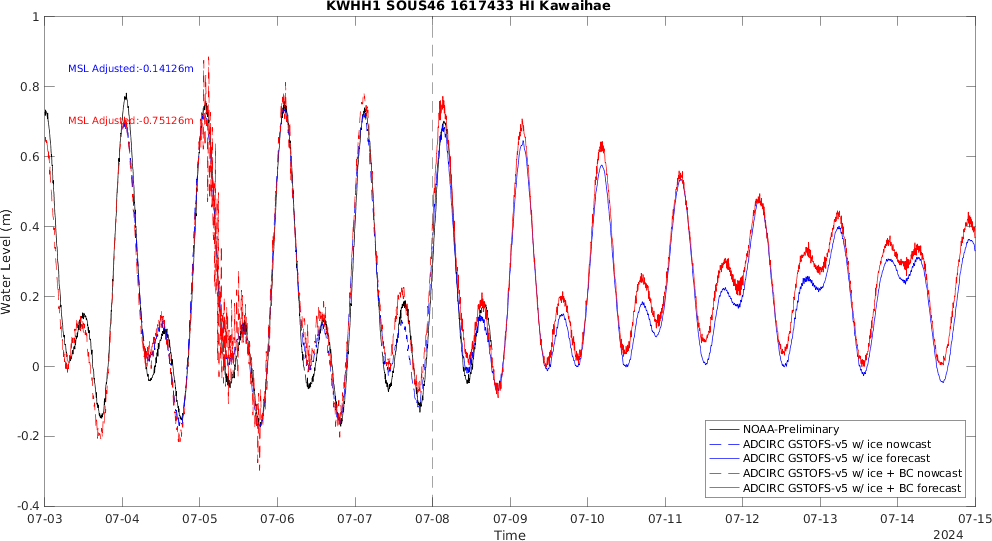 KWHH1 SOUS46 1617433 HI Kawaihae
1
MSL Adjusted:-0.14126m
0.8
MSL Adjusted:-0.75126m
0.6
0.4
Water Level (m)
0.2
0
-0.2
-0.4
NOAA-Preliminary
ADCIRC GSTOFS-v5 w/ ice nowcast
ADCIRC GSTOFS-v5 w/ ice forecast
ADCIRC GSTOFS-v5 w/ ice + BC nowcast
ADCIRC GSTOFS-v5 w/ ice + BC forecast
07-03 07-04 07-05 07-06 07-07 07-08 07-09 07-10 07-11 07-12 07-13 07-14 07-15
Time
2024